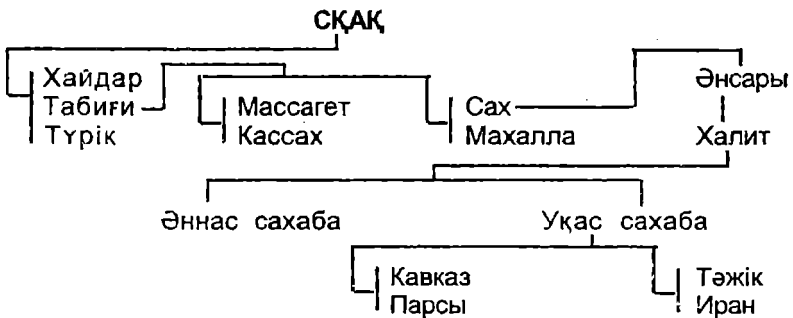 СҚАҚ
Хайдар
Табиғи
Түрік
Массагет
Кассах
Сах
Махалла
Әнсары
Халит
Әннас сахаба
Уқас сахаба
Кавказ
Парсы
Тәжік
Иран